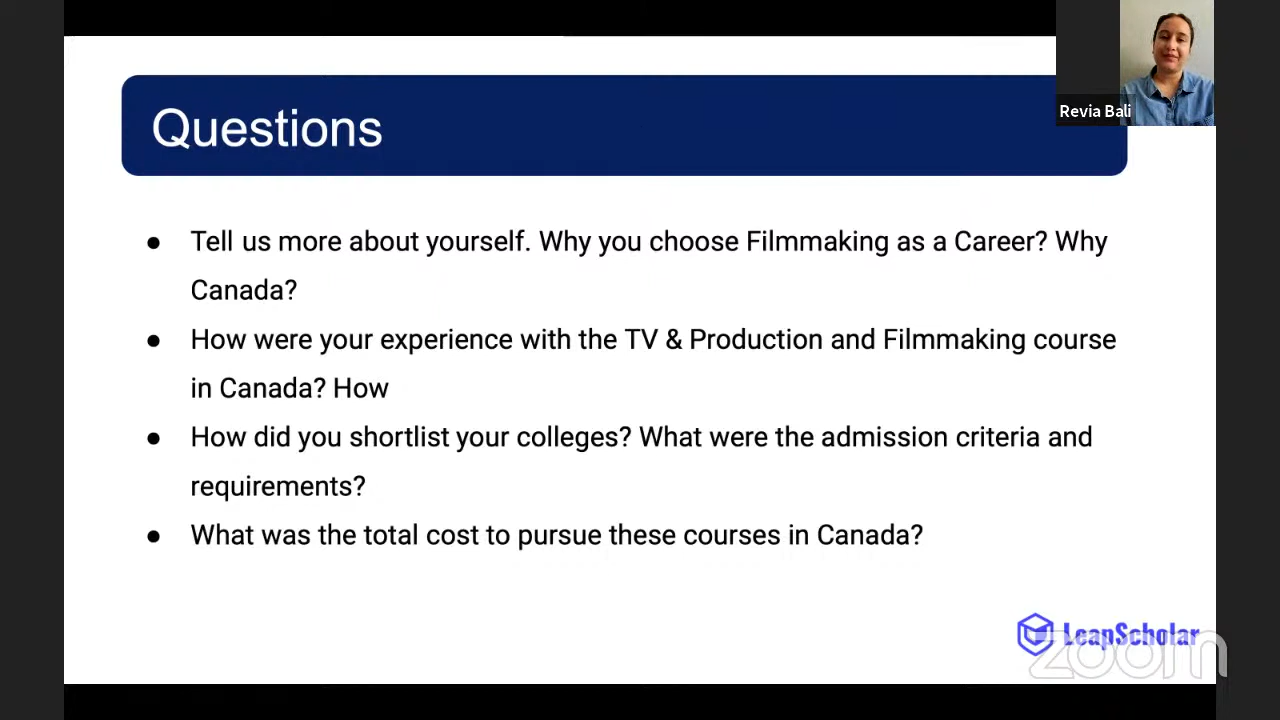 Questions
Revia Bali
● Tell us more about yourself. Why you choose Filmmaking as a Career? Why
Canada?
● How were your experience with the TV & Production and Filmmaking course
in Canada? How
● How did you shortlist your colleges? What were the admission criteria and
requirements?
● What was the total cost to pursue these courses in Canada?
LeapScholar
zoom